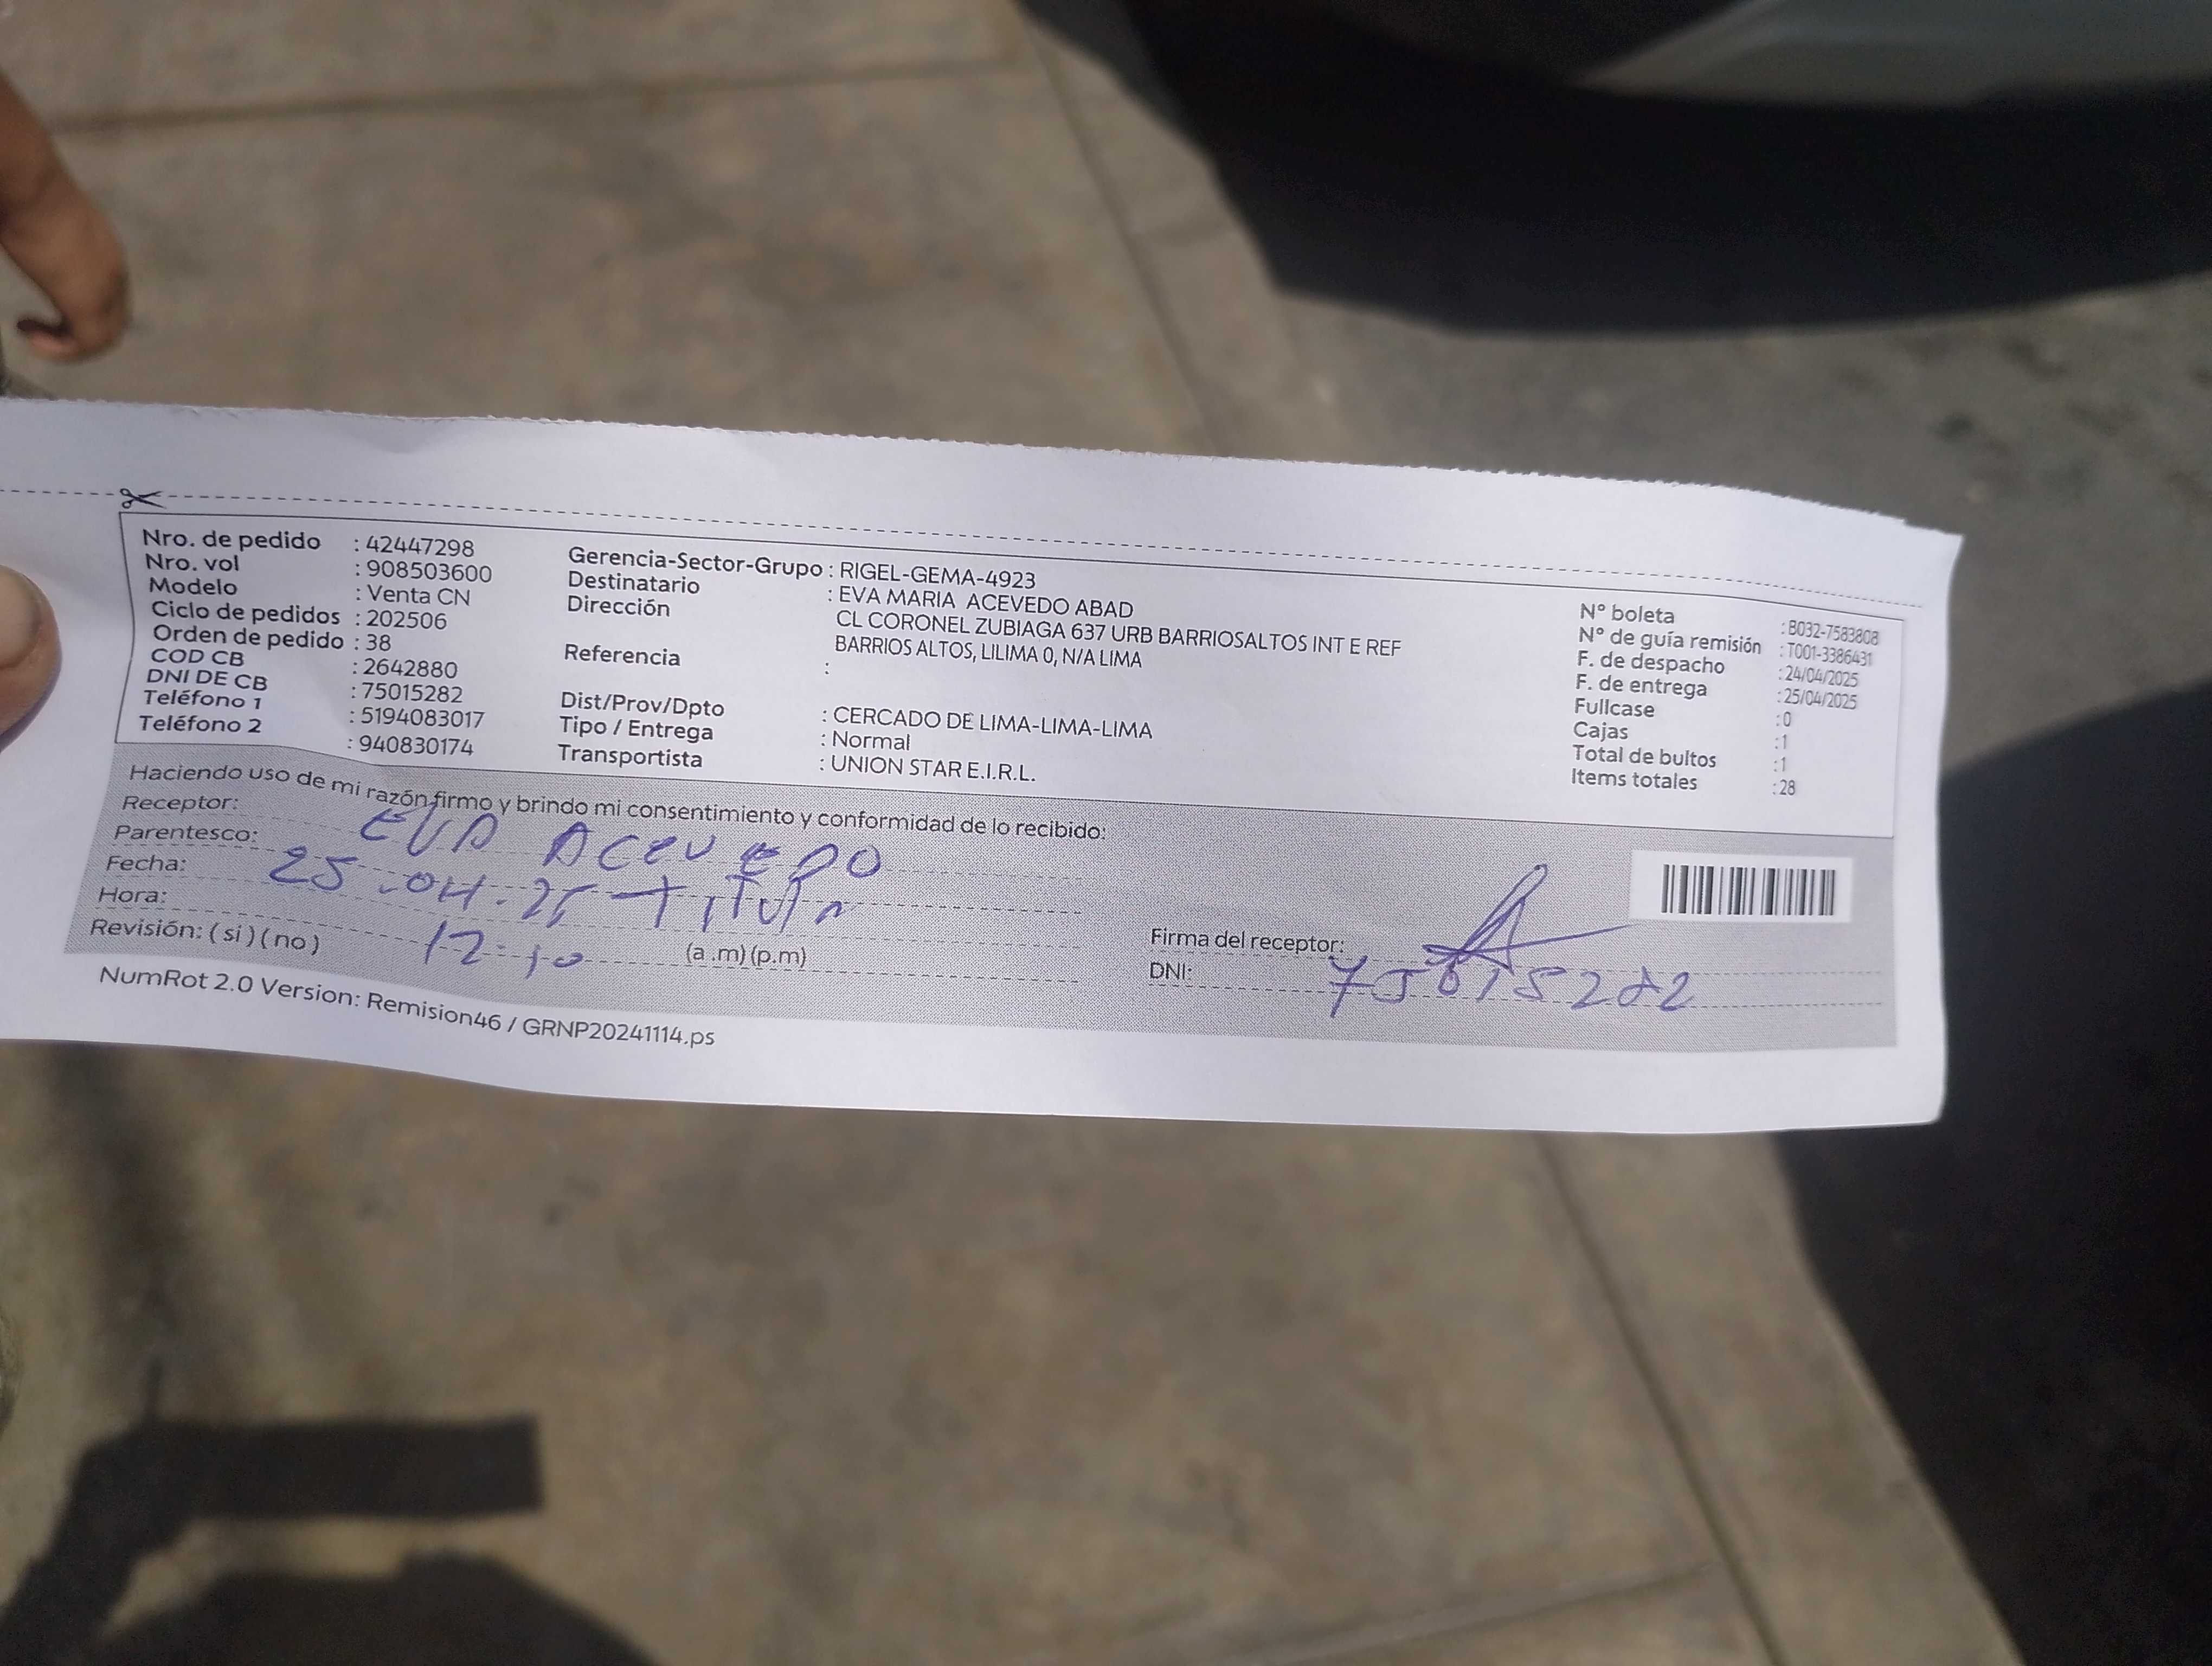 Nro. de pedido : 42447298
Nro. vol : 908503600
Modelo : Venta CN
Ciclo de pedidos : 202506
Orden de pedido : 38
COD CB : 2642880
DNI DE CB : 75015282
Teléfono 1 : 5194083017
Teléfono 2 : 940830174
Gerencia-Sector-Grupo : RIGEL-GEMA-4923
Destinatario : EVA MARIA ACEVEDO ABAD
Dirección CL CORONEL ZUBIAGA 637 URB BARRIOSALTOS INT E REF
BARRIOS ALTOS, LILIMA 0, N/A LIMA
Referencia :
Dist/Prov/Dpto : CERCADO DE LIMA-LIMA-LIMA
Tipo / Entrega : Normal
Transportista : UNION STAR E.I.R.L.
N° boleta : B032-7583808
N° de guía remisión : T001-3386431
F. de despacho : 24/04/2025
F. de entrega : 25/04/2025
Fullcase : 0
Cajas : 1
Total de bultos : 1
Items totales : 28
Haciendo uso de mi razón firmo y brindo mi consentimiento y conformidad de lo recibido:
Receptor: EVA ACEVEDO
Parentesco: Titular
Fecha: 25.04.25
Hora: 12:10 (a.m) (p.m)
Revisión: ( si ) ( no )
Firma del receptor:
DNI: 75015282
NumRot 2.0 Version: Remision46 / GRNP20241114.ps